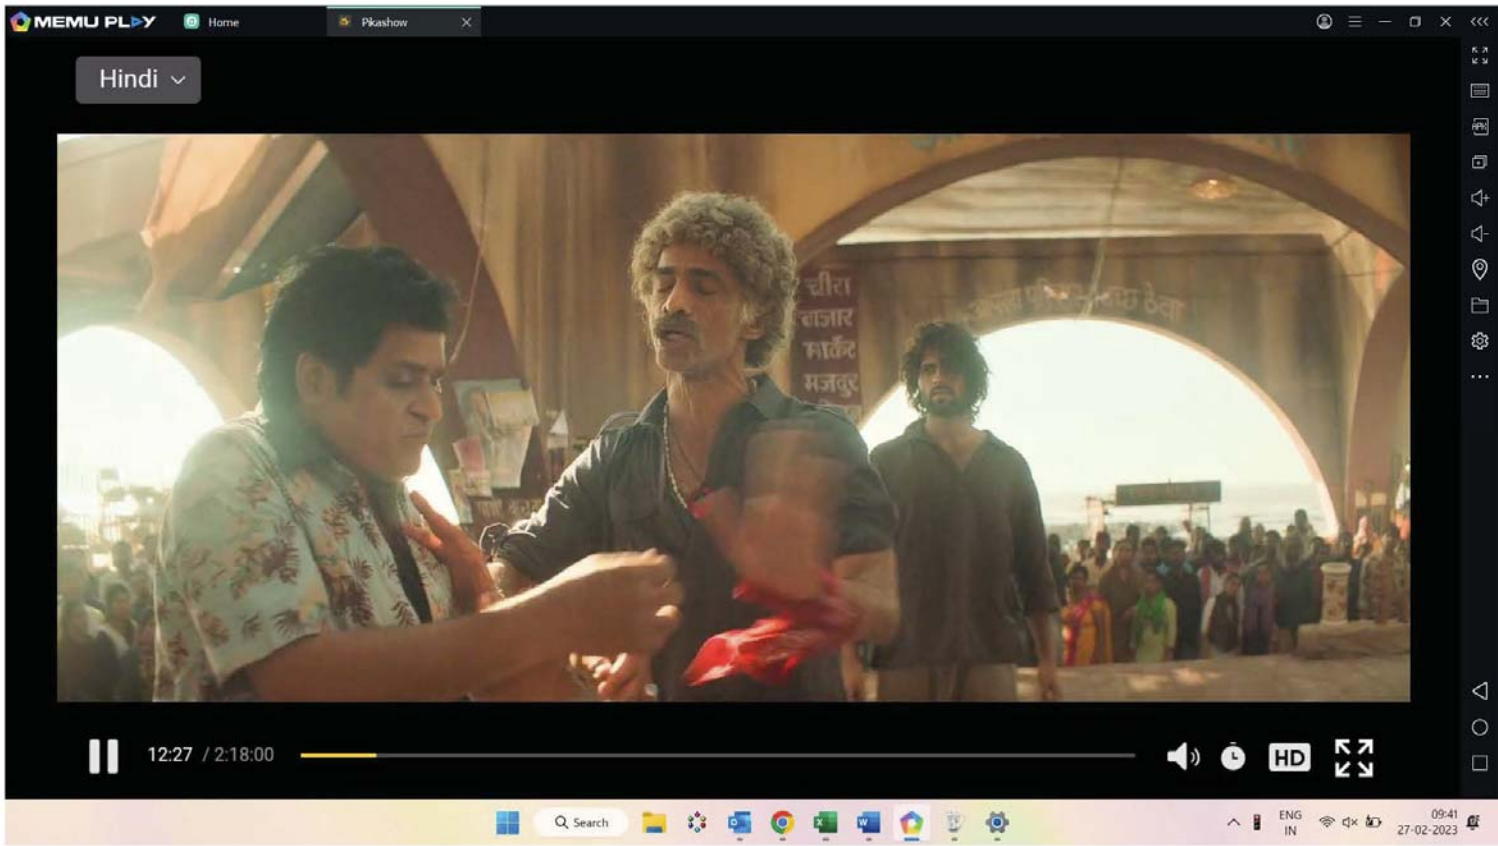 MEMU PLAY
Home
Pikashow
Hindi
चीरा
बाजार
मार्केट
मजदुर
12:27 / 2:18:00
HD
APK
Search
ENG
IN
09:41
27-02-2023